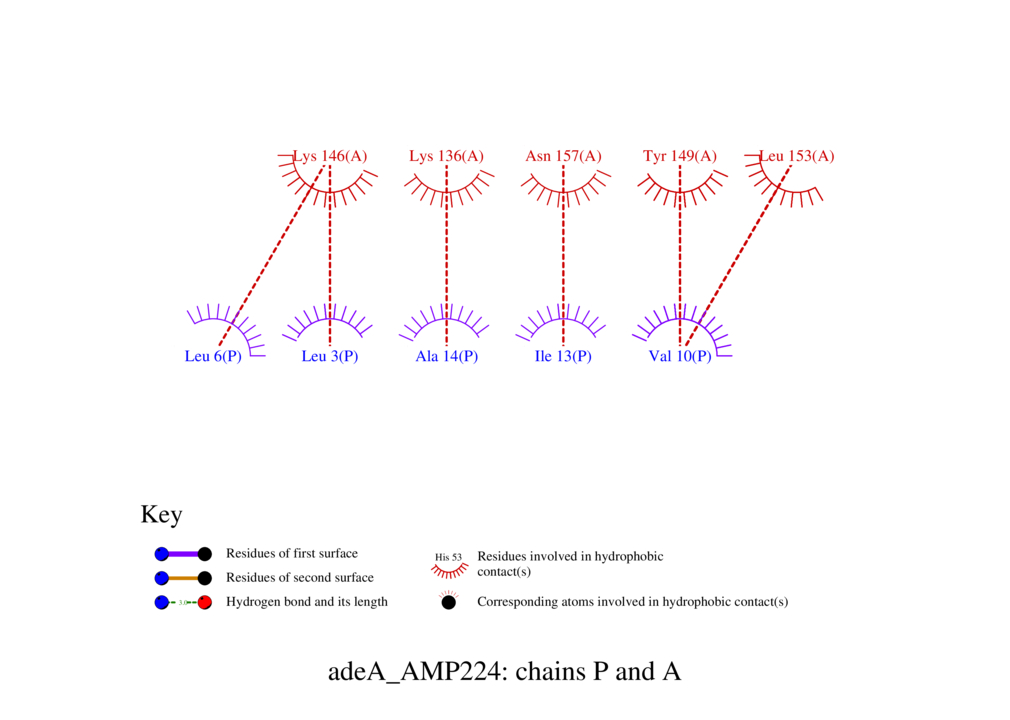 Lys 146(A) Lys 136(A) Asn 157(A) Tyr 149(A) Leu 153(A)
Leu 6(P) Leu 3(P) Ala 14(P) Ile 13(P) Val 10(P)
Key
Residues of first surface
Residues of second surface
3.0 Hydrogen bond and its length
His 53 Residues involved in hydrophobic
contact(s)
Corresponding atoms involved in hydrophobic contact(s)
adeA_AMP224: chains P and A